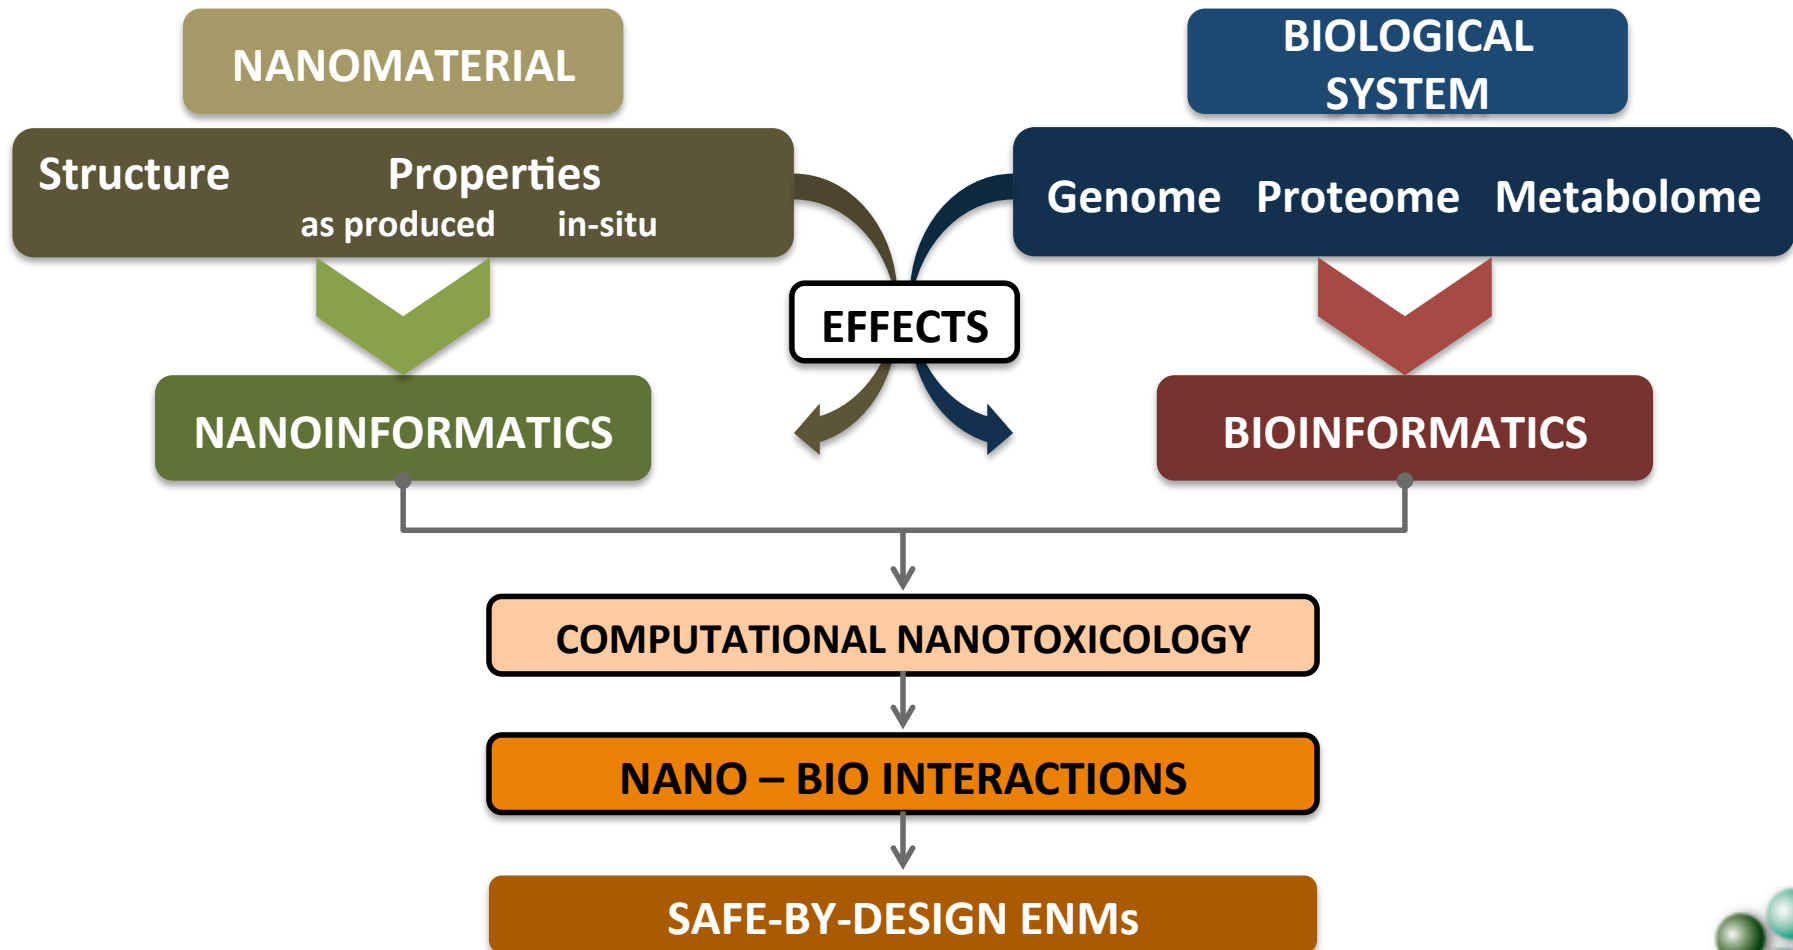 NANOMATERIAL
BIOLOGICAL
SYSTEM
Structure Properties
as produced in-situ
Genome Proteome Metabolome
EFFECTS
NANOINFORMATICS
BIOINFORMATICS
COMPUTATIONAL NANOTOXICOLOGY
NANO – BIO INTERACTIONS
SAFE-BY-DESIGN ENMs